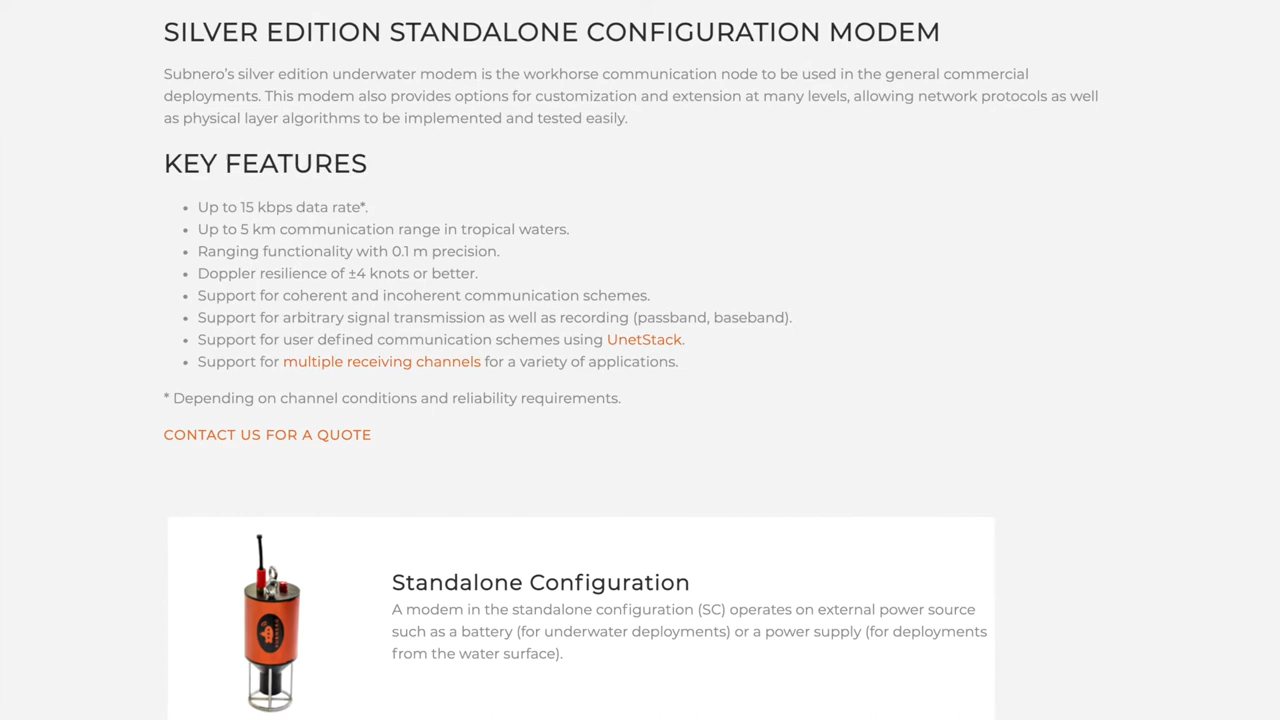 SILVER EDITION STANDALONE CONFIGURATION MODEM
Subnero’s silver edition underwater modem is the workhorse communication node to be used in the general commercial
deployments. This modem also provides options for customization and extension at many levels, allowing network protocols as well
as physical layer algorithms to be implemented and tested easily.
KEY FEATURES
• Up to 15 kbps data rate*.
• Up to 5 km communication range in tropical waters.
• Ranging functionality with 0.1 m precision.
• Doppler resilience of ±4 knots or better.
• Support for coherent and incoherent communication schemes.
• Support for arbitrary signal transmission as well as recording (passband, baseband).
• Support for user defined communication schemes using UnetStack.
• Support for multiple receiving channels for a variety of applications.
* Depending on channel conditions and reliability requirements.
CONTACT US FOR A QUOTE
Standalone Configuration
A modem in the standalone configuration (SC) operates on external power source
such as a battery (for underwater deployments) or a power supply (for deployments
from the water surface).